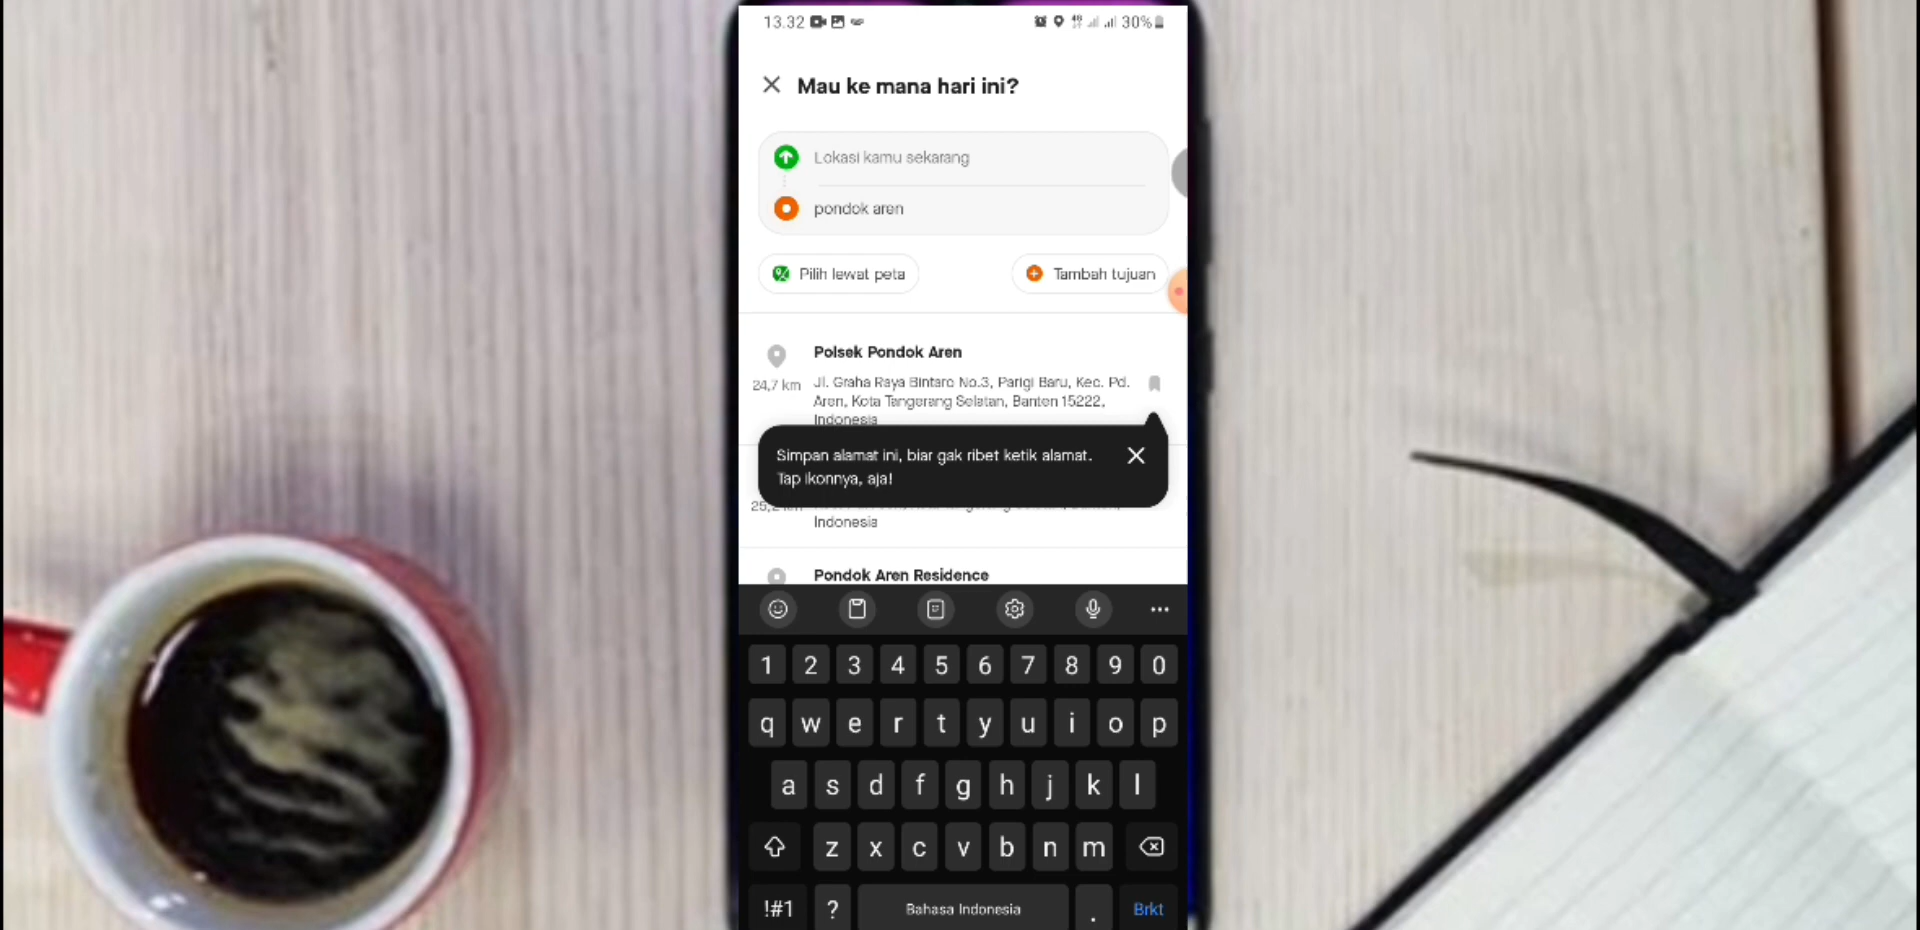 13.32
30%
Mau ke mana hari ini?
Lokasi kamu sekarang
pondok aren
Pilih lewat peta
Tambah tujuan
Polsek Pondok Aren
24,7 km
Jl. Graha Raya Bintaro No.3, Parigi Baru, Kec. Pd.
Aren, Kota Tangerang Selatan, Banten 15222,
Indonesia
Simpan alamat ini, biar gak ribet ketik alamat.
Tap ikonnya, aja!
Indonesia
Pondok Aren Residence
1 2 3 4 5 6 7 8 9 0
q w e r t y u i o p
a s d f g h j k l
z x c v b n m
!#1 ? Bahasa Indonesia . Brkt